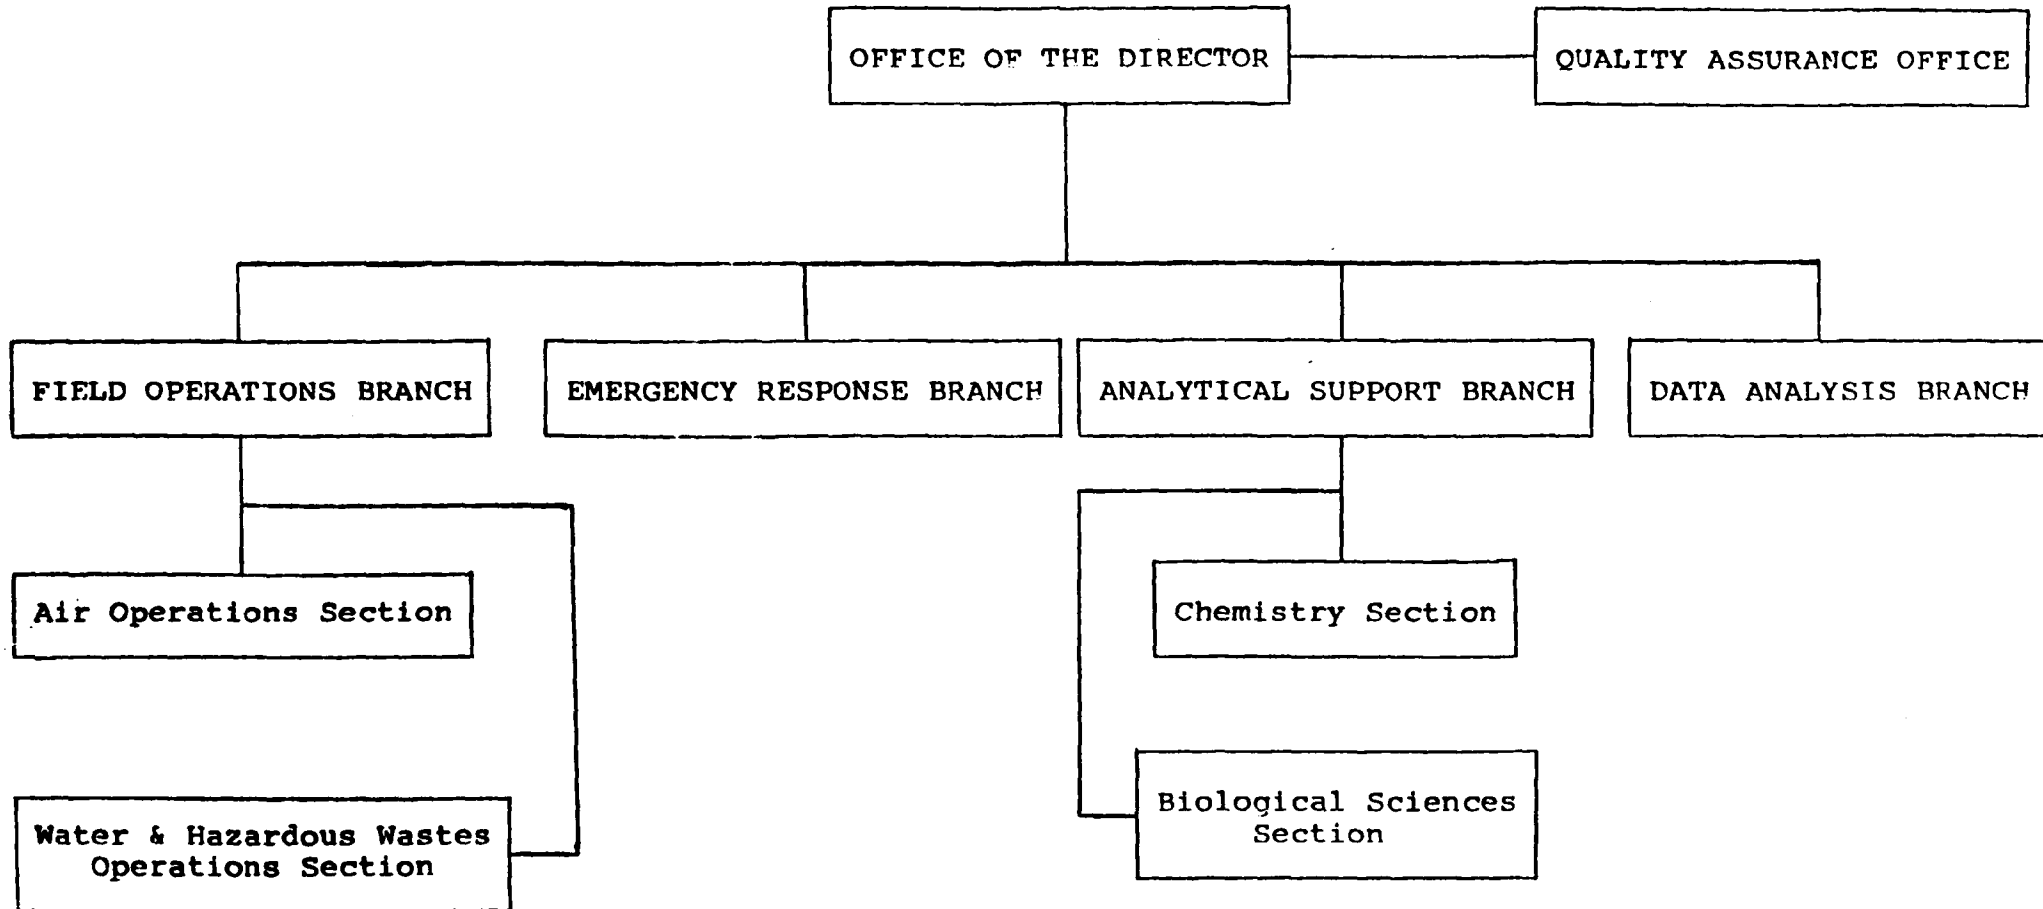 OFFICE OF THE DIRECTOR
QUALITY ASSURANCE OFFICE
FIELD OPERATIONS BRANCH
EMERGENCY RESPONSE BRANCH
ANALYTICAL SUPPORT BRANCH
DATA ANALYSIS BRANCH
Air Operations Section
Chemistry Section
Water & Hazardous Wastes
Operations Section
Biological Sciences
Section